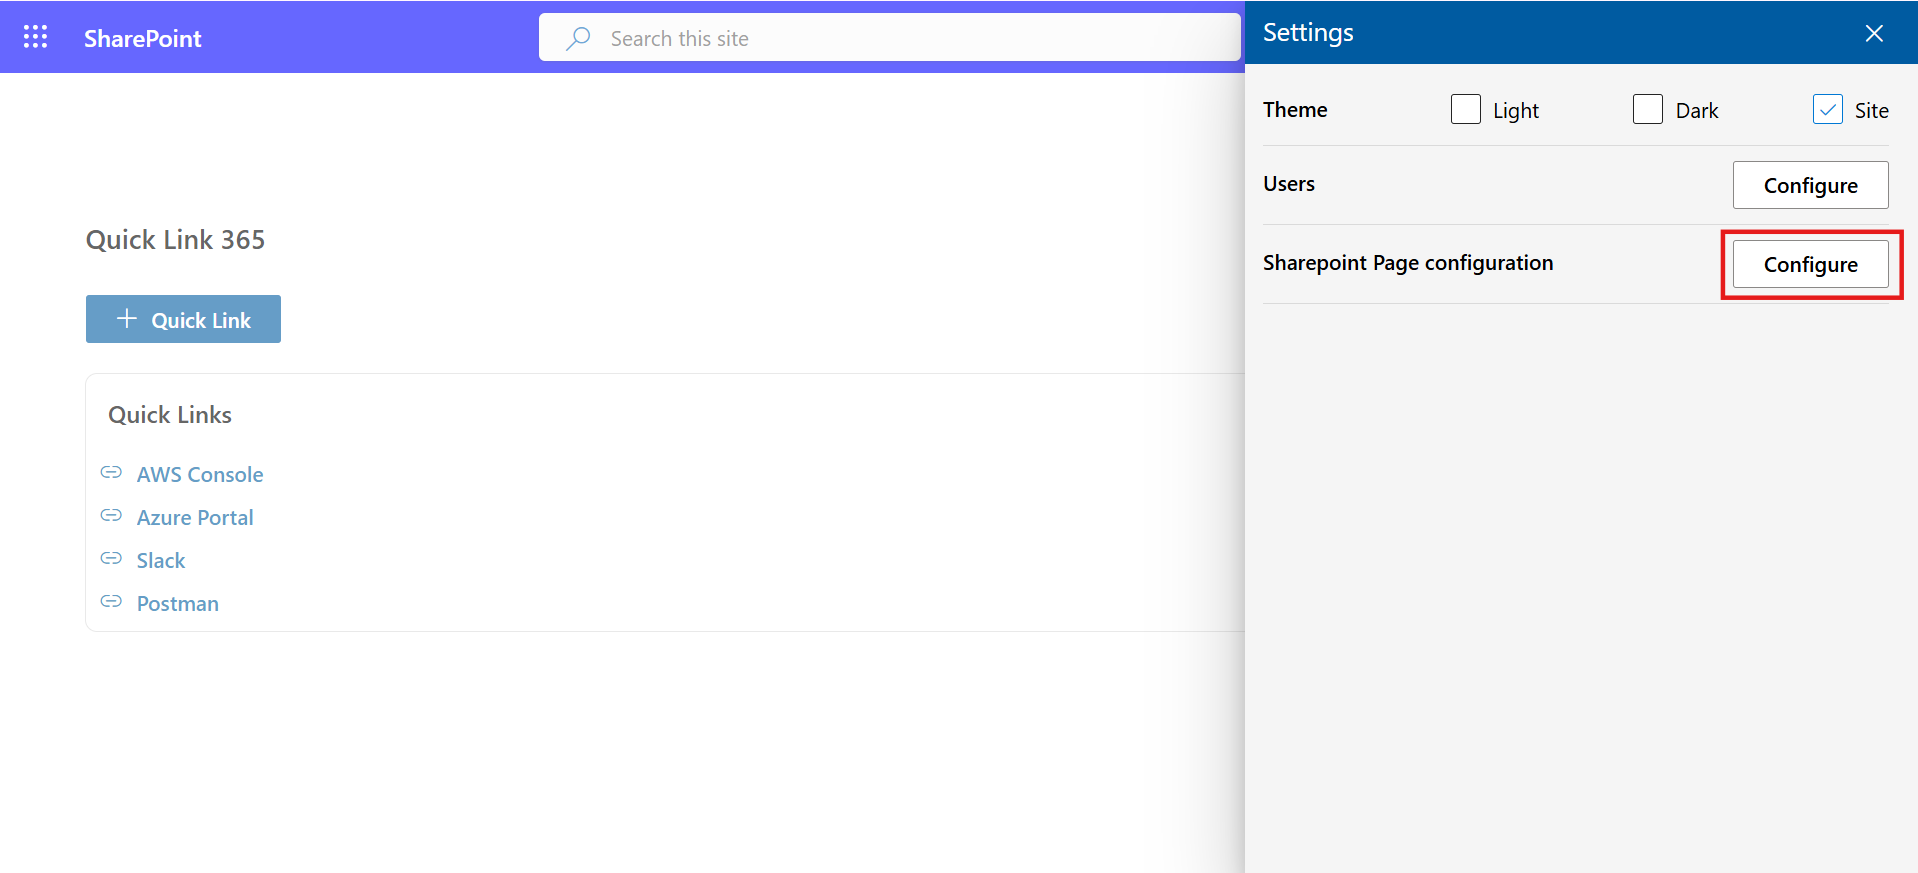 SharePoint
Search this site
Settings
Theme
Light
Dark
Site
Users
Configure
Sharepoint Page configuration
Configure
Quick Link 365
Quick Link
Quick Links
AWS Console
Azure Portal
Slack
Postman